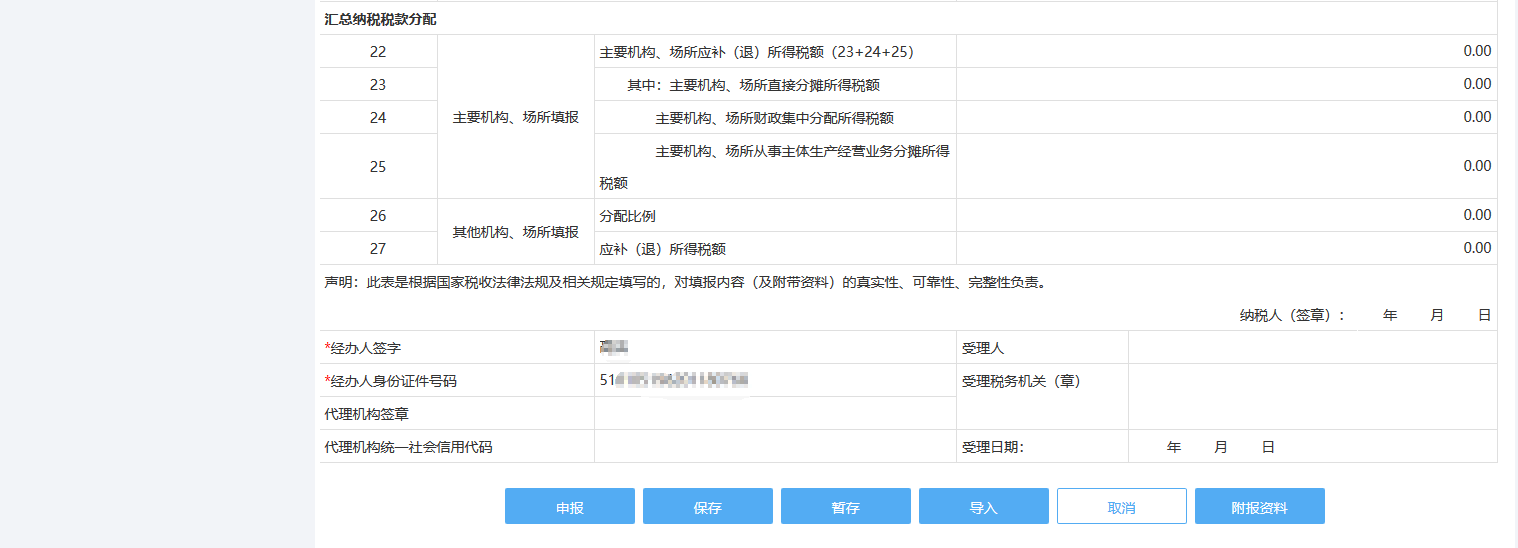 汇总纳税税款分配
22 主要机构、场所应补（退）所得税额（23+24+25） 0.00
23 其中：主要机构、场所直接分摊所得税额 0.00
24 主要机构、场所填报 主要机构、场所财政集中分配所得税额 0.00
25 主要机构、场所从事主体生产经营业务分摊所得
税额 0.00
26 分配比例 0.00
其他机构、场所填报
27 应补（退）所得税额 0.00
声明：此表是根据国家税收法律法规及相关规定填写的，对填报内容（及附带资料）的真实性、可靠性、完整性负责。
纳税人（签章）： 年 月 日
*经办人签字 受理人
*经办人身份证件号码 51 受理税务机关（章）
代理机构签章
代理机构统一社会信用代码 受理日期： 年 月 日
申报 保存 暂存 导入 取消 附报资料